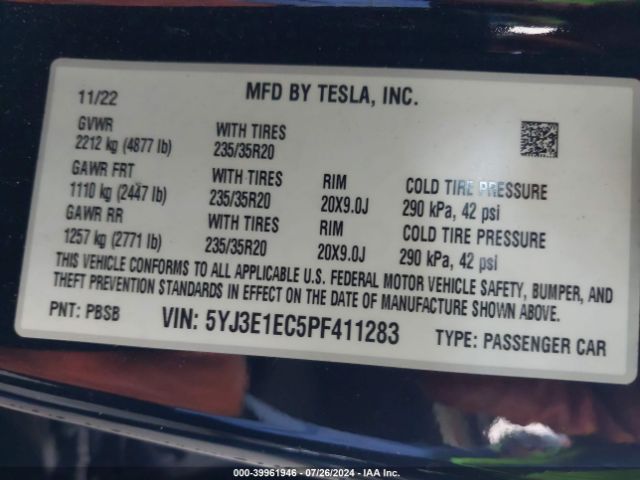 MFD BY TESLA, INC.
11/22
GVWR
2212 kg (4877 lb)
WITH TIRES
235/35R20
GAWR FRT
1110 kg (2447 lb)
WITH TIRES
235/35R20
RIM
20X9.0J
COLD TIRE PRESSURE
290 kPa, 42 psi
GAWR RR
1257 kg (2771 lb)
WITH TIRES
235/35R20
RIM
20X9.0J
COLD TIRE PRESSURE
290 kPa, 42 psi
THIS VEHICLE CONFORMS TO ALL APPLICABLE U.S. FEDERAL MOTOR VEHICLE SAFETY, BUMPER, AND
THEFT PREVENTION STANDARDS IN EFFECT ON THE DATE OF MANUFACTURE SHOWN ABOVE.
PNT: PBSB
VIN: 5YJ3E1EC5PF411283
TYPE: PASSENGER CAR
000-39961946 - 07/26/2024 - IAA Inc.